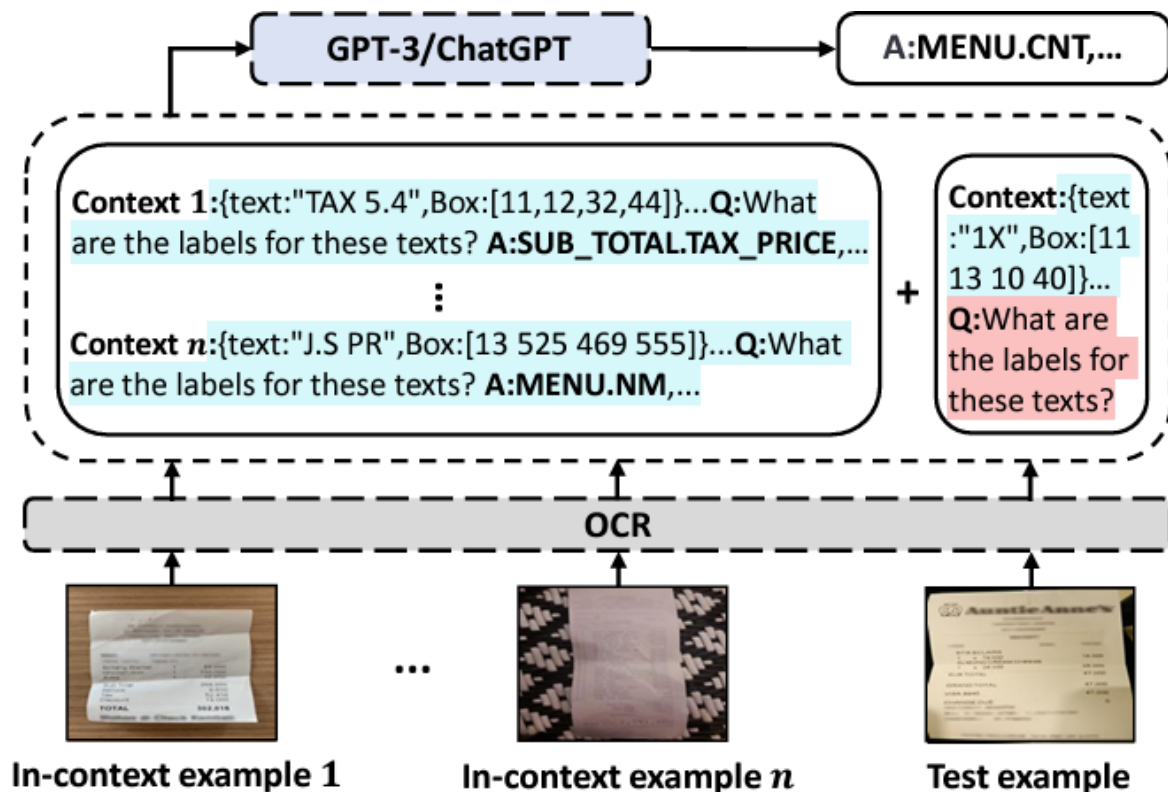 GPT-3/ChatGPT
A:MENU.CNT,...
Context 1:{text:"TAX 5.4",Box:[11,12,32,44]}...Q:What
are the labels for these texts? A:SUB_TOTAL.TAX_PRICE,...
Context n:{text:"J.S PR",Box:[13 525 469 555]}...Q:What
are the labels for these texts? A:MENU.NM,...
+
Context:{text
:"1X",Box:[11
13 10 40]}...
Q:What are
the labels for
these texts?
OCR
TOTAL
...
Auntie Anne's
In-context example 1
In-context example n
Test example